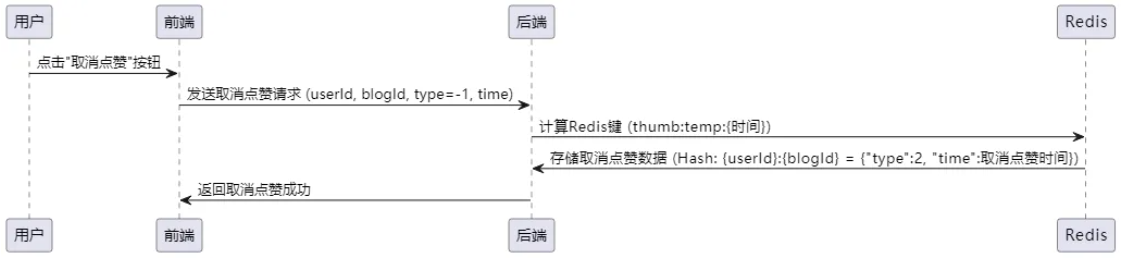 用户 前端 后端 Redis
点击"取消点赞"按钮
发送取消点赞请求 (userId, blogId, type=-1, time)
计算Redis键 (thumb:temp:{时间})
存储取消点赞数据 (Hash: {userId}:{blogId} = {"type":2, "time":取消点赞时间})
返回取消点赞成功
用户 前端 后端 Redis